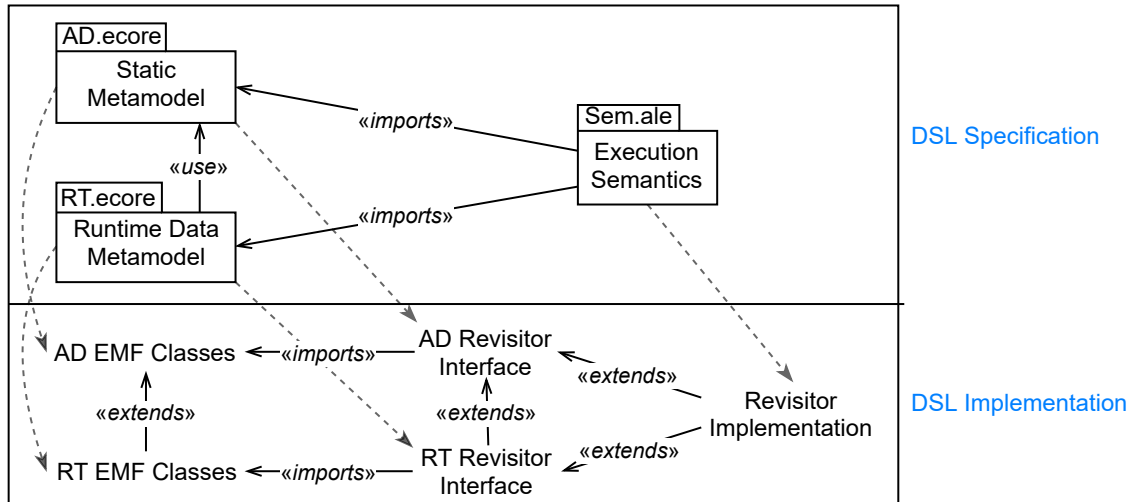 AD.ecore
Static
Metamodel
«imports»
Sem.ale
Execution
Semantics
DSL Specification
«use»
RT.ecore
Runtime Data
Metamodel
«imports»
AD EMF Classes
«imports»
AD Revisitor
Interface
«extends»
«extends»
«extends»
Revisitor
Implementation
DSL Implementation
«extends»
RT EMF Classes
«imports»
RT Revisitor
Interface